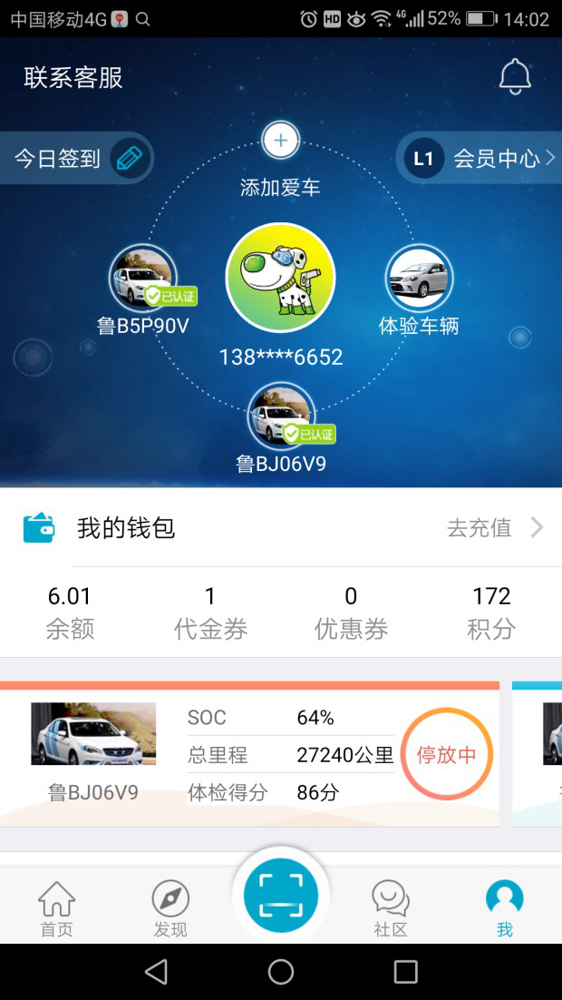 中国移动4G HD 4G 52% 14:02
联系客服
今日签到
添加爱车
L1 会员中心
已认证
鲁B5P90V
体验车辆
138****6652
已认证
鲁BJ06V9
我的钱包 去充值
6.01 1 0 172
余额 代金券 优惠券 积分
SOC 64%
总里程 27240公里
停放中
鲁BJ06V9 体检得分 86分
首页 发现 社区 我